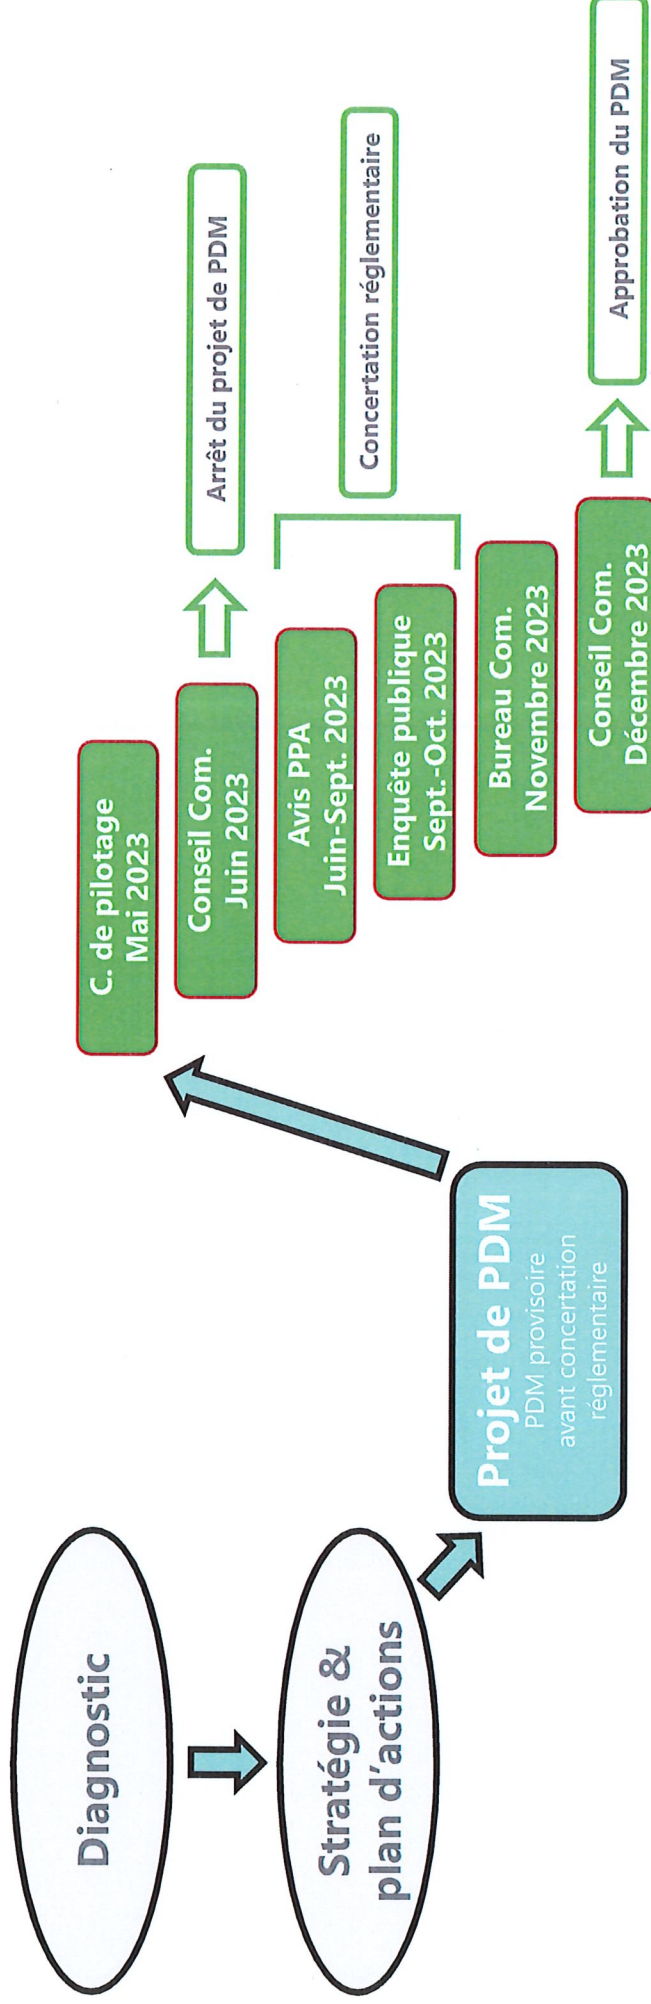 Diagnostic
Stratégie &
plan d'actions
Projet de PDM
PDM provisoire
avant concertation
réglementaire
C. de pilotage
Mai 2023
Conseil Com.
Juin 2023
Arrêt du projet de PDM
Avis PPA
Juin-Sept. 2023
Enquête publique
Sept.-Oct. 2023
Concertation réglementaire
Bureau Com.
Novembre 2023
Conseil Com.
Décembre 2023
Approbation du PDM